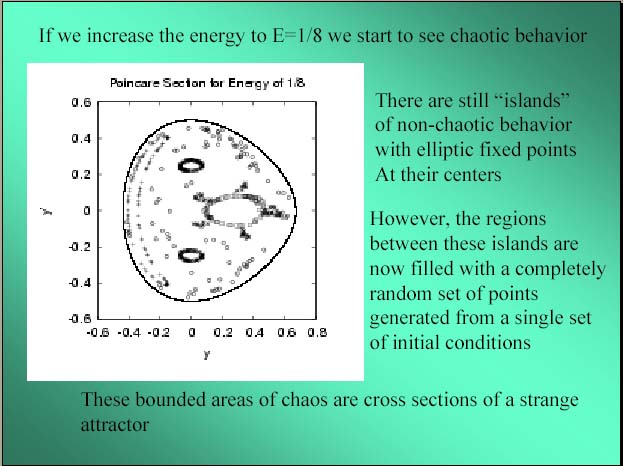 If we increase the energy to E=1/8 we start to see chaotic behavior
Poincare Section for Energy of 1/8
0.6
0.4
0.2
0
-0.2
-0.4
-0.6
y'
-0.6 -0.4 -0.2 0 0.2 0.4 0.6 0.8
y
There are still “islands”
of non-chaotic behavior
with elliptic fixed points
At their centers
However, the regions
between these islands are
now filled with a completely
random set of points
generated from a single set
of initial conditions
These bounded areas of chaos are cross sections of a strange
attractor